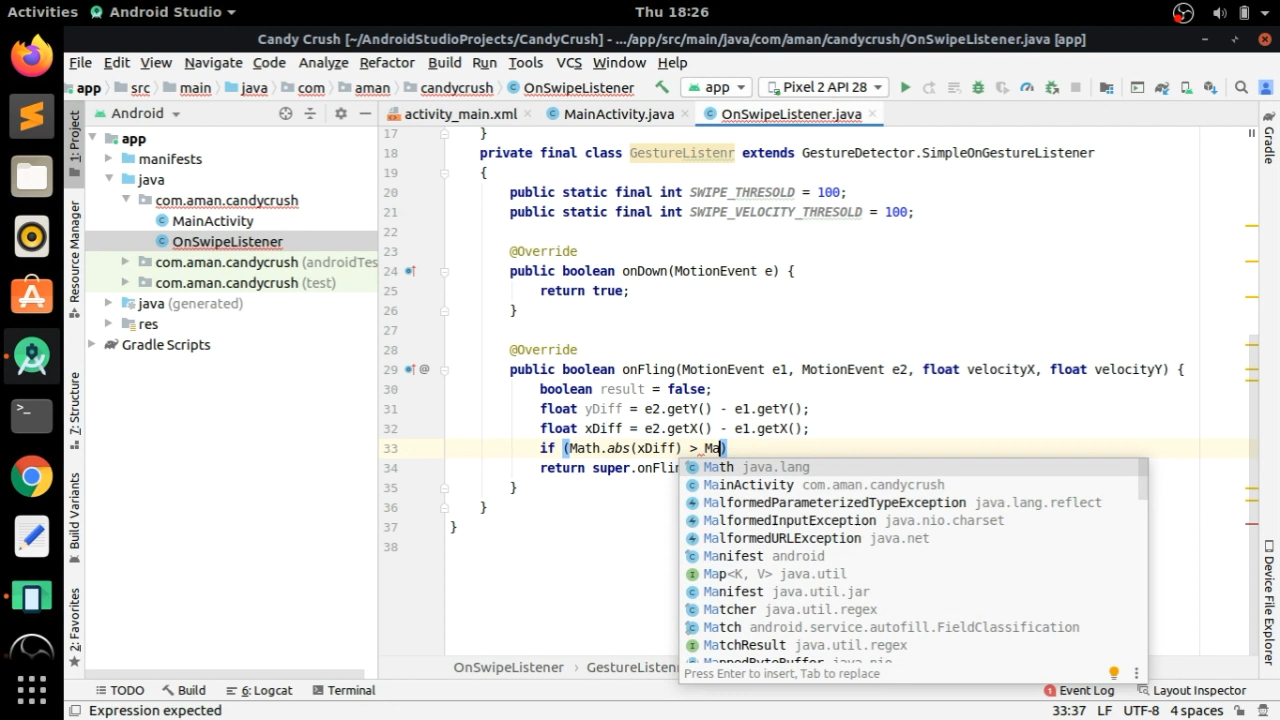 Activities Android Studio Thu 18:26
Candy Crush [~/AndroidStudioProjects/CandyCrush] - .../app/src/main/java/com/aman/candycrush/OnSwipeListener.java [app]
File Edit View Navigate Code Analyze Refactor Build Run Tools VCS Window Help
app src main java com aman candycrush OnSwipeListener app Pixel 2 API 28
Android activity_main.xml MainActivity.java OnSwipeListener.java
1: Project
Resource Manager
7: Structure
Build Variants
2: Favorites
app
manifests
java
com.aman.candycrush
MainActivity
OnSwipeListener
com.aman.candycrush (androidTes
com.aman.candycrush (test)
java (generated)
res
Gradle Scripts
17 }
18 private final class GestureListenr extends GestureDetector.SimpleOnGestureListener
19 {
20 public static final int SWIPE_THRESOLD = 100;
21 public static final int SWIPE_VELOCITY_THRESOLD = 100;
22
23 @Override
24 public boolean onDown(MotionEvent e) {
25 return true;
26 }
27
28 @Override
29 @ public boolean onFling(MotionEvent e1, MotionEvent e2, float velocityX, float velocityY) {
30 boolean result = false;
31 float yDiff = e2.getY() - e1.getY();
32 float xDiff = e2.getX() - e1.getX();
33 if (Math.abs(xDiff) > Ma)
34 return super.onFlin
35 }
36 }
37 }
38
Math java.lang
MainActivity com.aman.candycrush
MalformedParameterizedTypeException java.lang.reflect
MalformedInputException java.nio.charset
MalformedURLException java.net
Manifest android
Map<K, V> java.util
Manifest java.util.jar
Matcher java.util.regex
Match android.service.autofill.FieldClassification
MatchResult java.util.regex
MappedByteBuffer java.nio
Press Enter to insert, Tab to replace
Gradle
Device File Explorer
OnSwipeListener GestureListen
TODO Build 6: Logcat Terminal 1 Event Log Layout Inspector
Expression expected 33:37 LF UTF-8 4 spaces